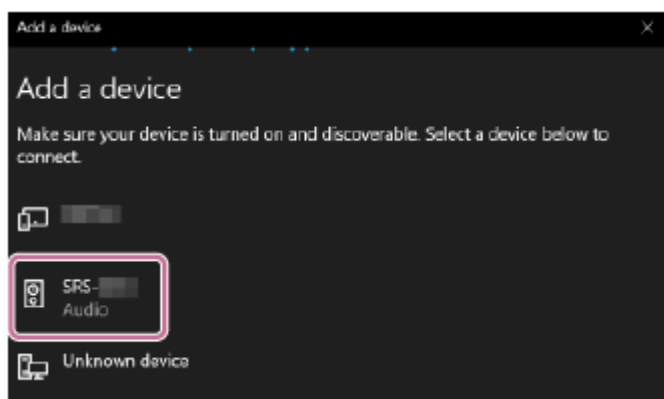 Add a device
Add a device
Make sure your device is turned on and discoverable. Select a device below to
connect.
SRS-
Audio
Unknown device